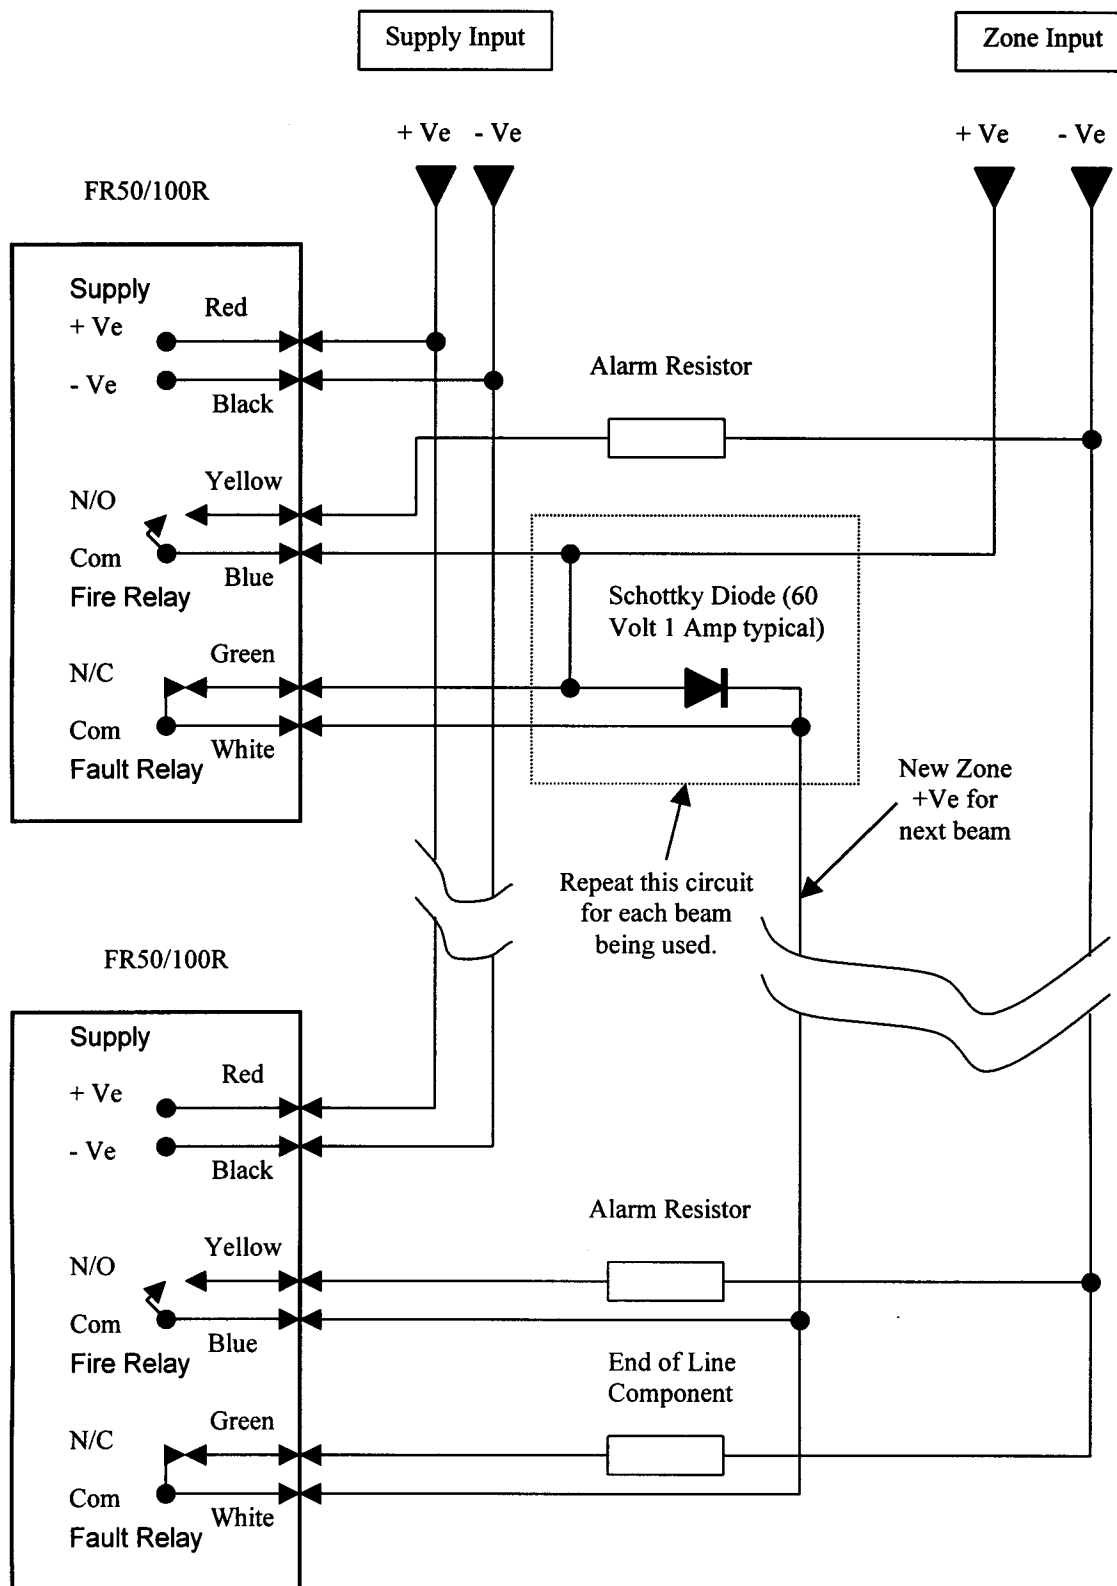 Supply Input
Zone Input
+ Ve
- Ve
+ Ve
- Ve
FR50/100R
Supply
+ Ve
Red
- Ve
Black
Alarm Resistor
Yellow
N/O
Com
Blue
Fire Relay
Schottky Diode (60
Volt 1 Amp typical)
Green
N/C
Com
White
Fault Relay
New Zone
+Ve for
next beam
Repeat this circuit
for each beam
being used.
FR50/100R
Supply
+ Ve
Red
- Ve
Black
Alarm Resistor
Yellow
N/O
Com
Blue
Fire Relay
End of Line
Component
Green
N/C
Com
White
Fault Relay